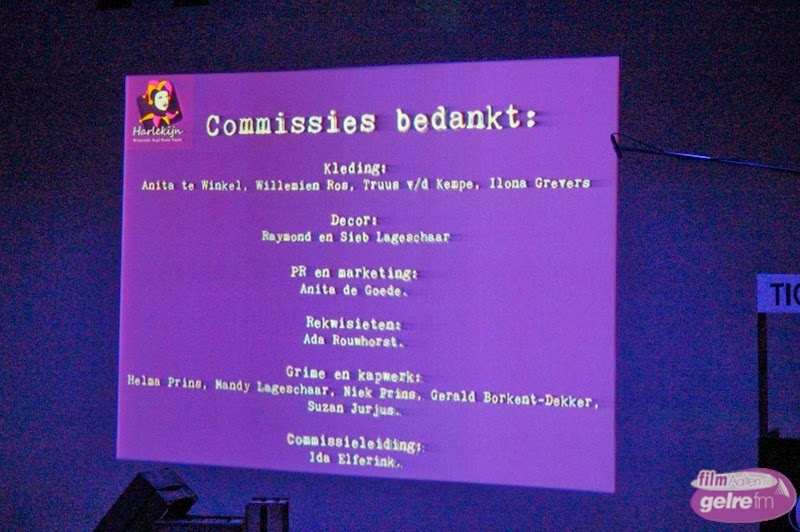 Harlekijn
Commissies bedankt:
Kleding:
Anita te Winkel, Willemien Ros, Truus v/d Kempe, Ilona Grevers
Decor:
Raymond en Sieb Lageschaar
PR en marketing:
Anita de Goede.
Rekwisieten:
Ada Rouwhorst.
Grime en kapwerk:
Helma Prins, Mandy Lageschaar, Niek Prins, Gerald Borkent-Dekker,
Suzan Jurjus.
Commissieleiding:
Ida Elferink.
TIC
film Aalten
gelre fm